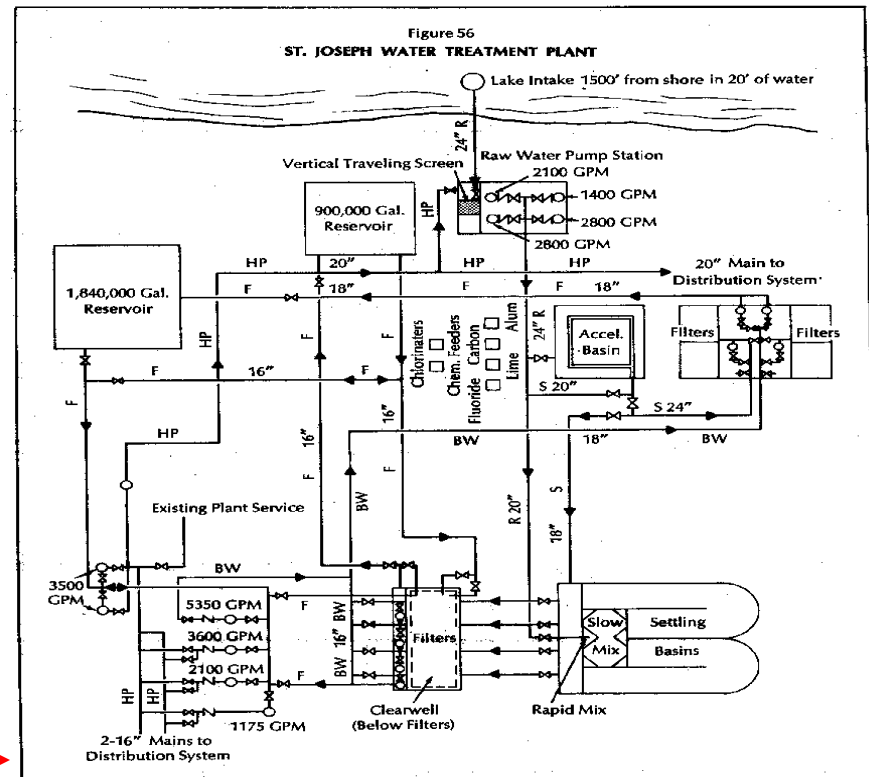 Figure 56
ST. JOSEPH WATER TREATMENT PLANT
Lake Intake 1500' from shore in 20' of water
24" R
Vertical Traveling Screen
Raw Water Pump Station
2100 GPM
1400 GPM
2800 GPM
2800 GPM
HP
900,000 Gal.
Reservoir
1,840,000 Gal.
Reservoir
HP
20"
HP
HP
20" Main to
Distribution System
F
18"
F
F
18"
HP
F
F
Chlorinaters
Chem. Feeders
Fluoride
Carbon
Lime
Alum
24" R
Accel.
Basin
Filters
Filters
F
16"
F
S 20"
S 24"
F
HP
16"
16"
BW
18"
BW
F
F
BW
R 20"
S
18"
Existing Plant Service
BW
3500
GPM
5350 GPM
3600 GPM
2100 GPM
1175 GPM
F
F
BW
16"
BW
HP
HP
Filters
Slow
Mix
Settling
Basins
Clearwell
(Below Filters)
Rapid Mix
2-16" Mains to
Distribution System